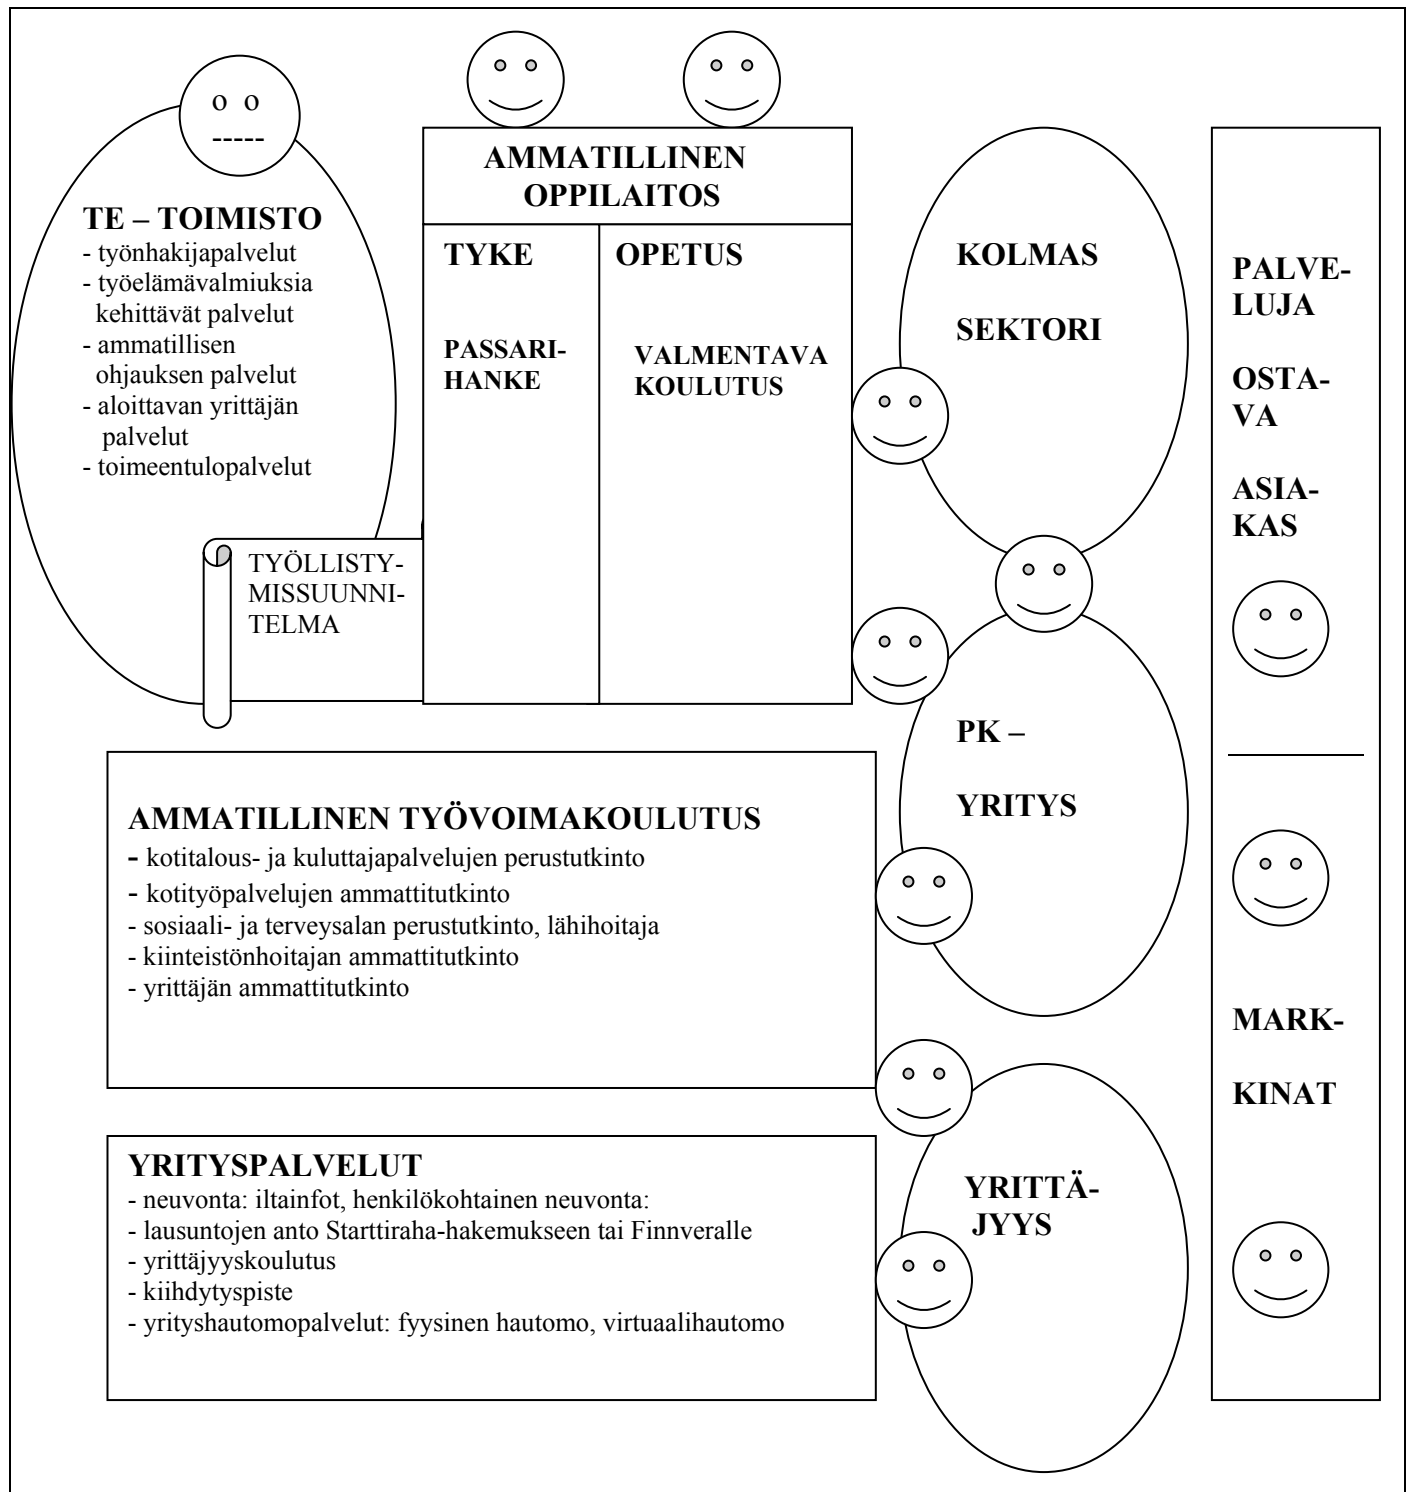 o o
-----
TE – TOIMISTO
- työnhakijapalvelut
- työelämävalmiuksia
kehittävät palvelut
- ammatillisen
ohjauksen palvelut
- aloittavan yrittäjän
palvelut
- toimeentulopalvelut
TYÖLLISTY-
MISSUUNNI-
TELMA
AMMATILLINEN
OPPILAITOS
TYKE
PASSARI-
HANKE
OPETUS
VALMENTAVA
KOULUTUS
KOLMAS
SEKTORI
PK –
YRITYS
PALVE-
LUJA
OSTA-
VA
ASIA-
KAS
MARK-
KINAT
AMMATILLINEN TYÖVOIMAKOULUTUS
- kotitalous- ja kuluttajapalvelujen perustutkinto
- kotityöpalvelujen ammattitutkinto
- sosiaali- ja terveysalan perustutkinto, lähihoitaja
- kiinteistönhoitajan ammattitutkinto
- yrittäjän ammattitutkinto
YRITYSPALVELUT
- neuvonta: iltainfot, henkilökohtainen neuvonta:
- lausuntojen anto Starttiraha-hakemukseen tai Finnveralle
- yrittäjyyskoulutus
- kiihdytyspiste
- yrityshautomopalvelut: fyysinen hautomo, virtuaalihautomo
YRITTÄ-
JYYS